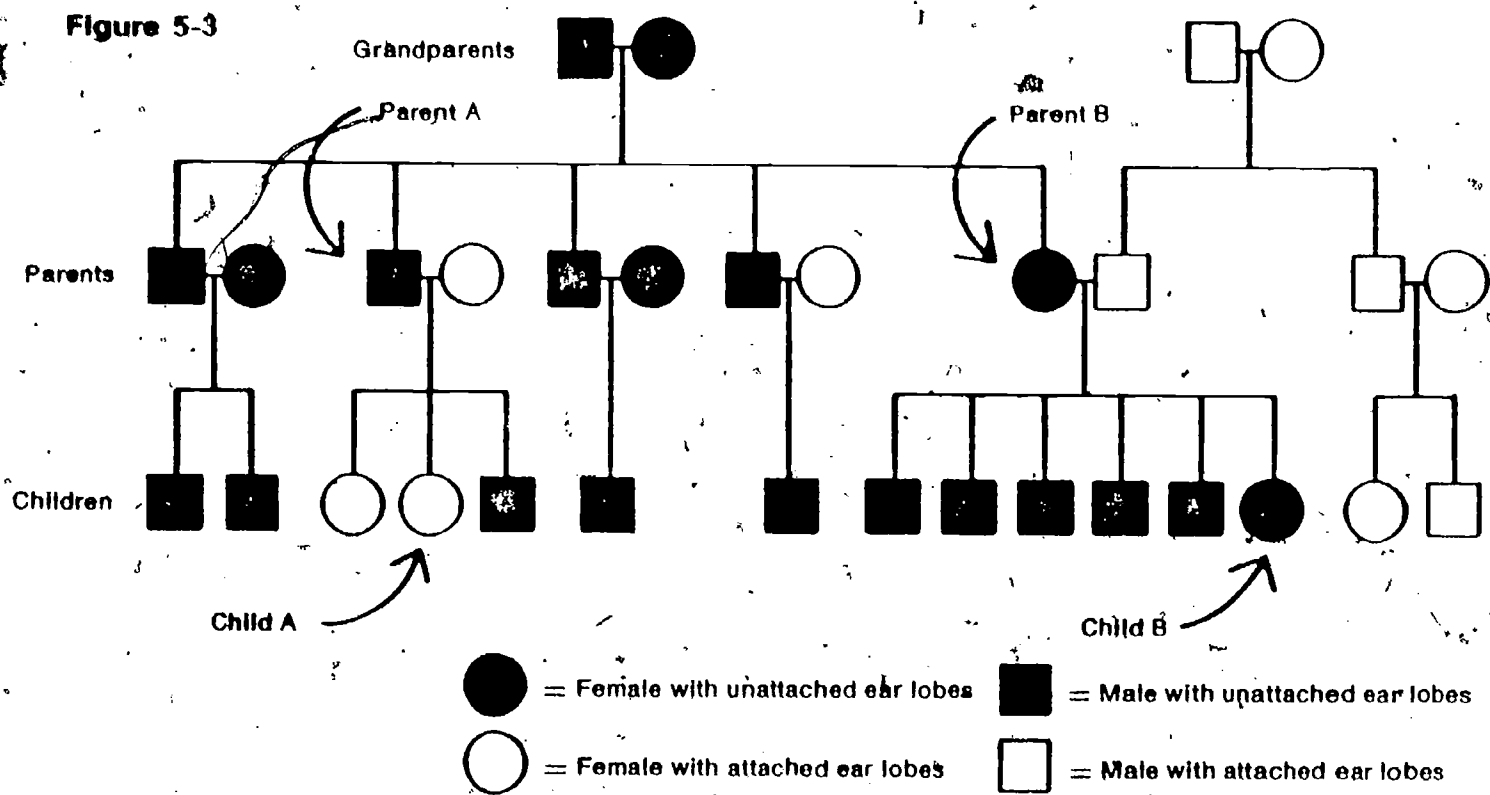 Figure 5-3
Grandparents
Parent A
Parent B
Parents
Children
Child A
Child B
= Female with unattached ear lobes
= Male with unattached ear lobes
= Female with attached ear lobes
= Male with attached ear lobes